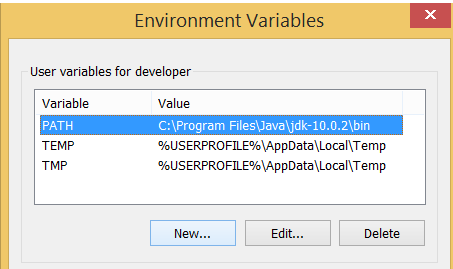 Environment Variables
User variables for developer
Variable Value
PATH C:\Program Files\Java\jdk-10.0.2\bin
TEMP %USERPROFILE%\AppData\Local\Temp
TMP %USERPROFILE%\AppData\Local\Temp
New... Edit... Delete